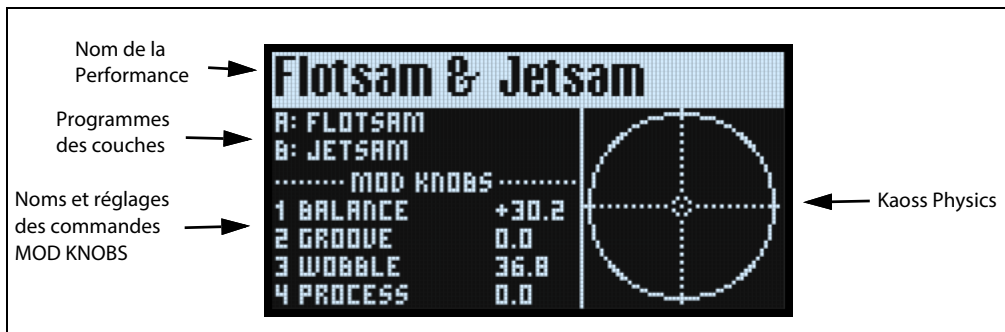 Nom de la
Performance
Flotsam & Jetsam
Programmes
des couches
A: FLOTSAM
B: JETSAM
MOD KNOBS
Noms et réglages
des commandes
MOD KNOBS
1 BALANCE +30.2
2 GROOVE 0.0
3 WOBBLE 36.8
4 PROCESS 0.0
Kaoss Physics